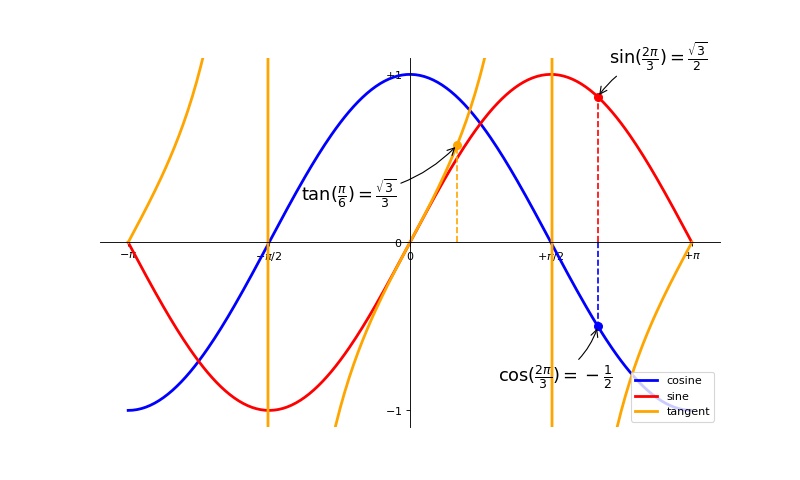 sin(2π/3) = √3/2
+1
tan(π/6) = √3/3
0
−π
−π/2
0
+π/2
+π
cos(2π/3) = −1/2
cosine
sine
tangent
−1